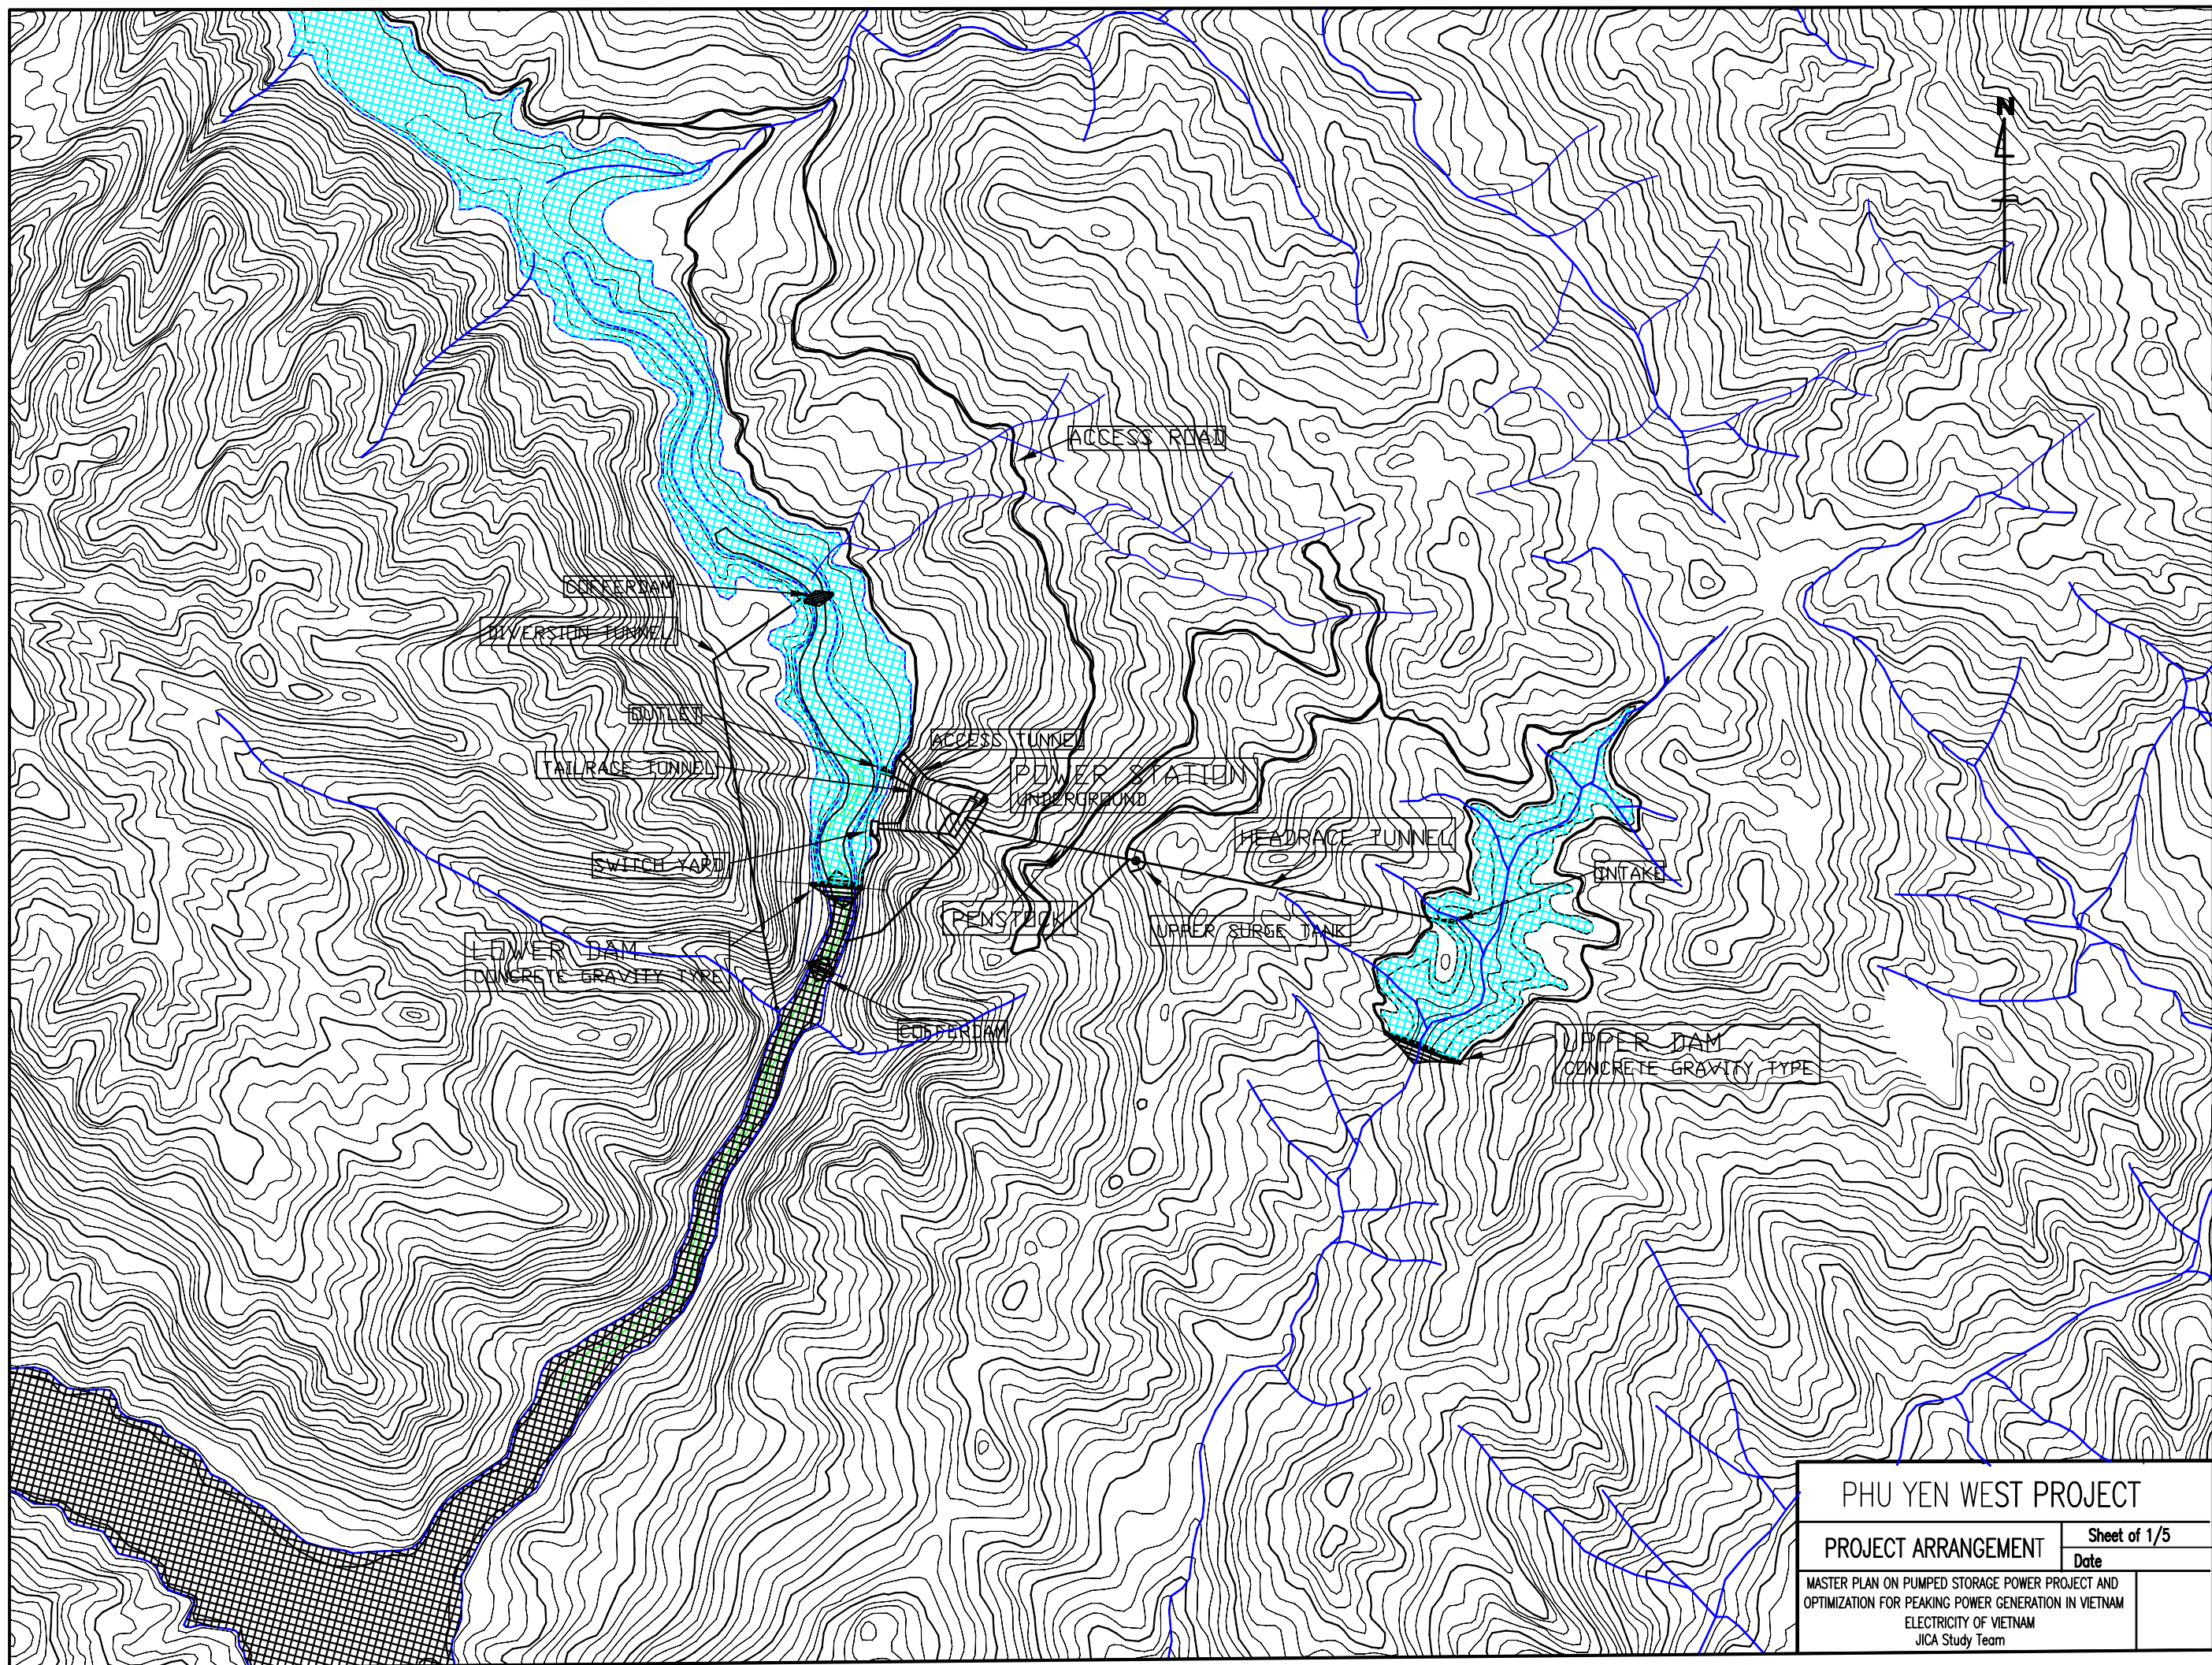 N
ACCESS ROAD
COFFERDAM
DIVERSION TUNNEL
OUTLET
ACCESS TUNNEL
TAILRACE TUNNEL
POWER STATION
UNDERGROUND
HEADRACE TUNNEL
SWITCH YARD
INTAKE
PENSTOCK
UPPER SURGE TANK
LOWER DAM
CONCRETE GRAVITY TYPE
COFFERDAM
UPPER DAM
CONCRETE GRAVITY TYPE
PHU YEN WEST PROJECT
PROJECT ARRANGEMENT
Sheet of 1/5
Date
MASTER PLAN ON PUMPED STORAGE POWER PROJECT AND
OPTIMIZATION FOR PEAKING POWER GENERATION IN VIETNAM
ELECTRICITY OF VIETNAM
JICA Study Team